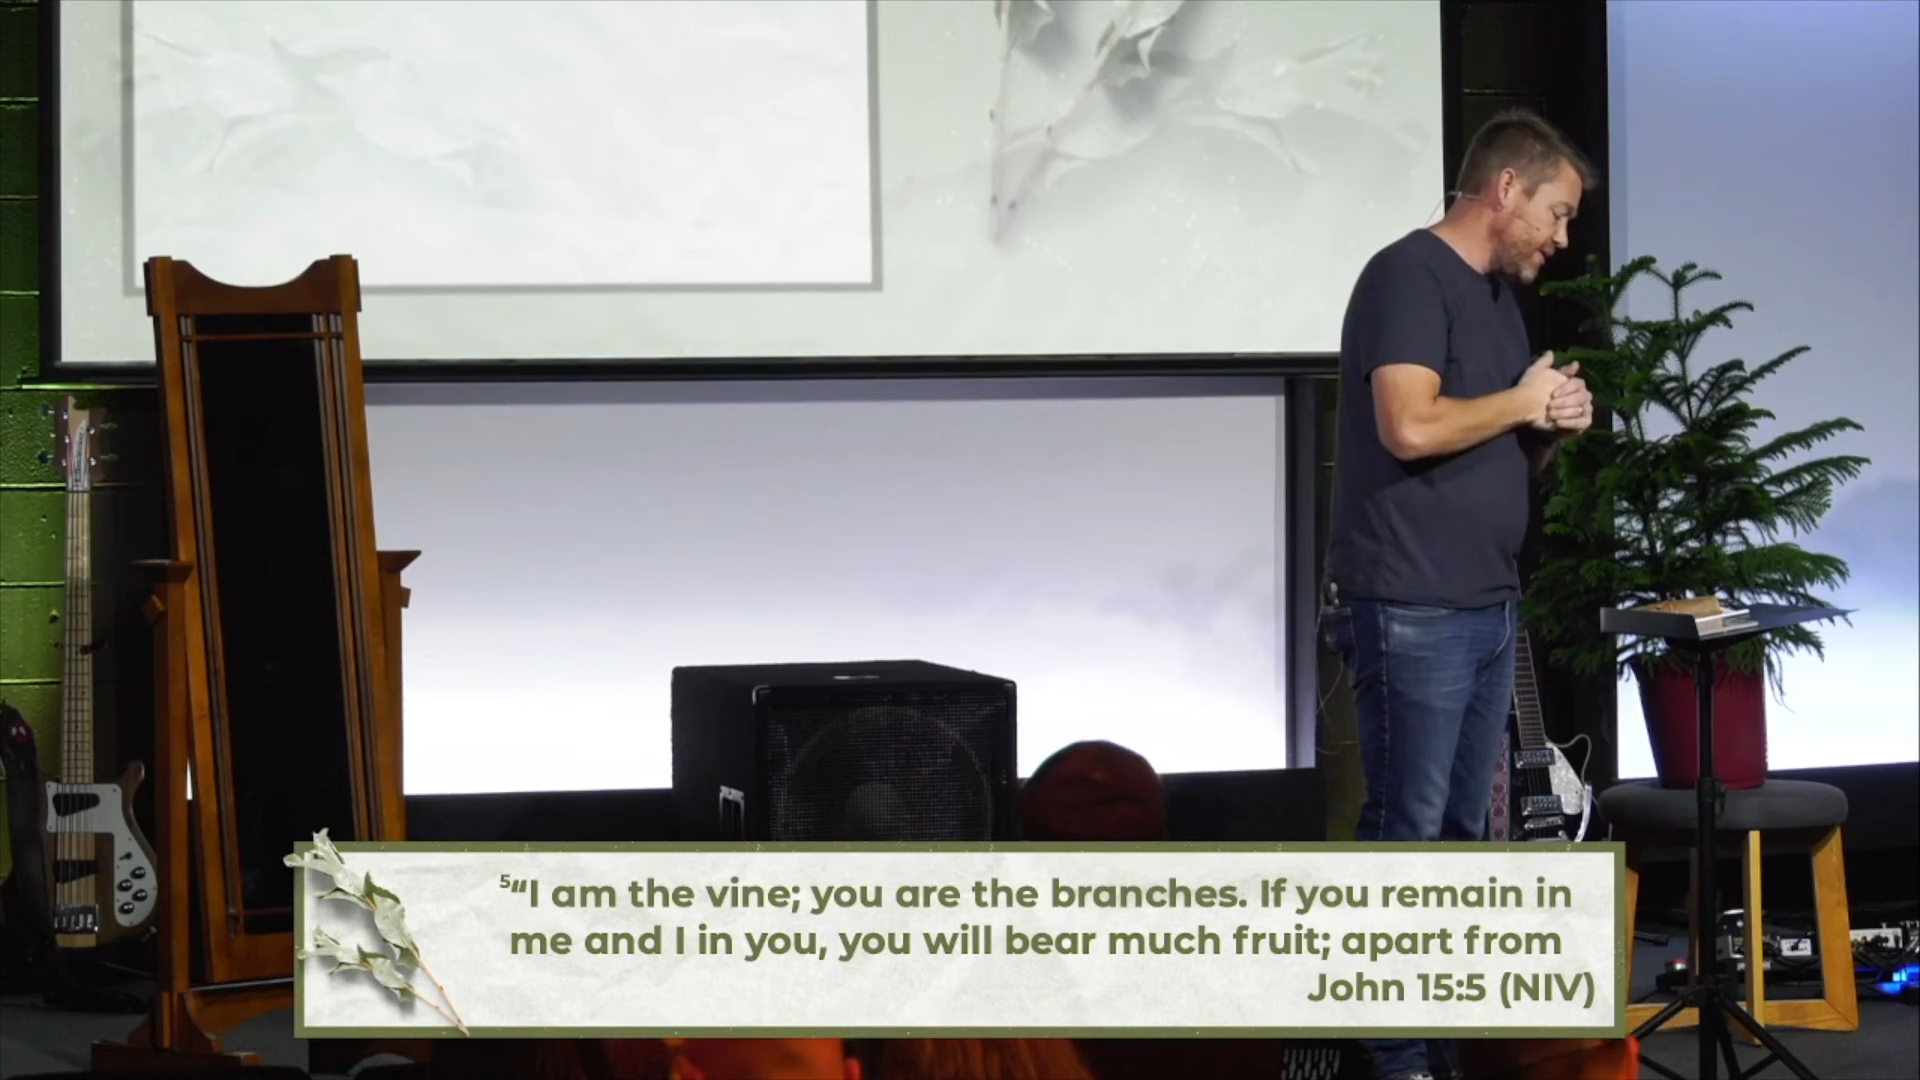 ⁵“I am the vine; you are the branches. If you remain in
me and I in you, you will bear much fruit; apart from
John 15:5 (NIV)